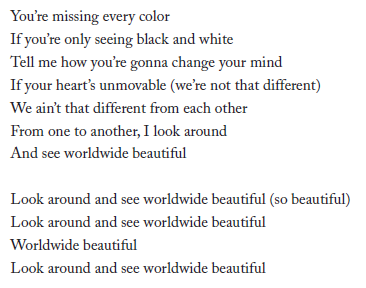 You’re missing every color
If you’re only seeing black and white
Tell me how you’re gonna change your mind
If your heart’s unmovable (we’re not that different)
We ain’t that different from each other
From one to another, I look around
And see worldwide beautiful

Look around and see worldwide beautiful (so beautiful)
Look around and see worldwide beautiful
Worldwide beautiful
Look around and see worldwide beautiful